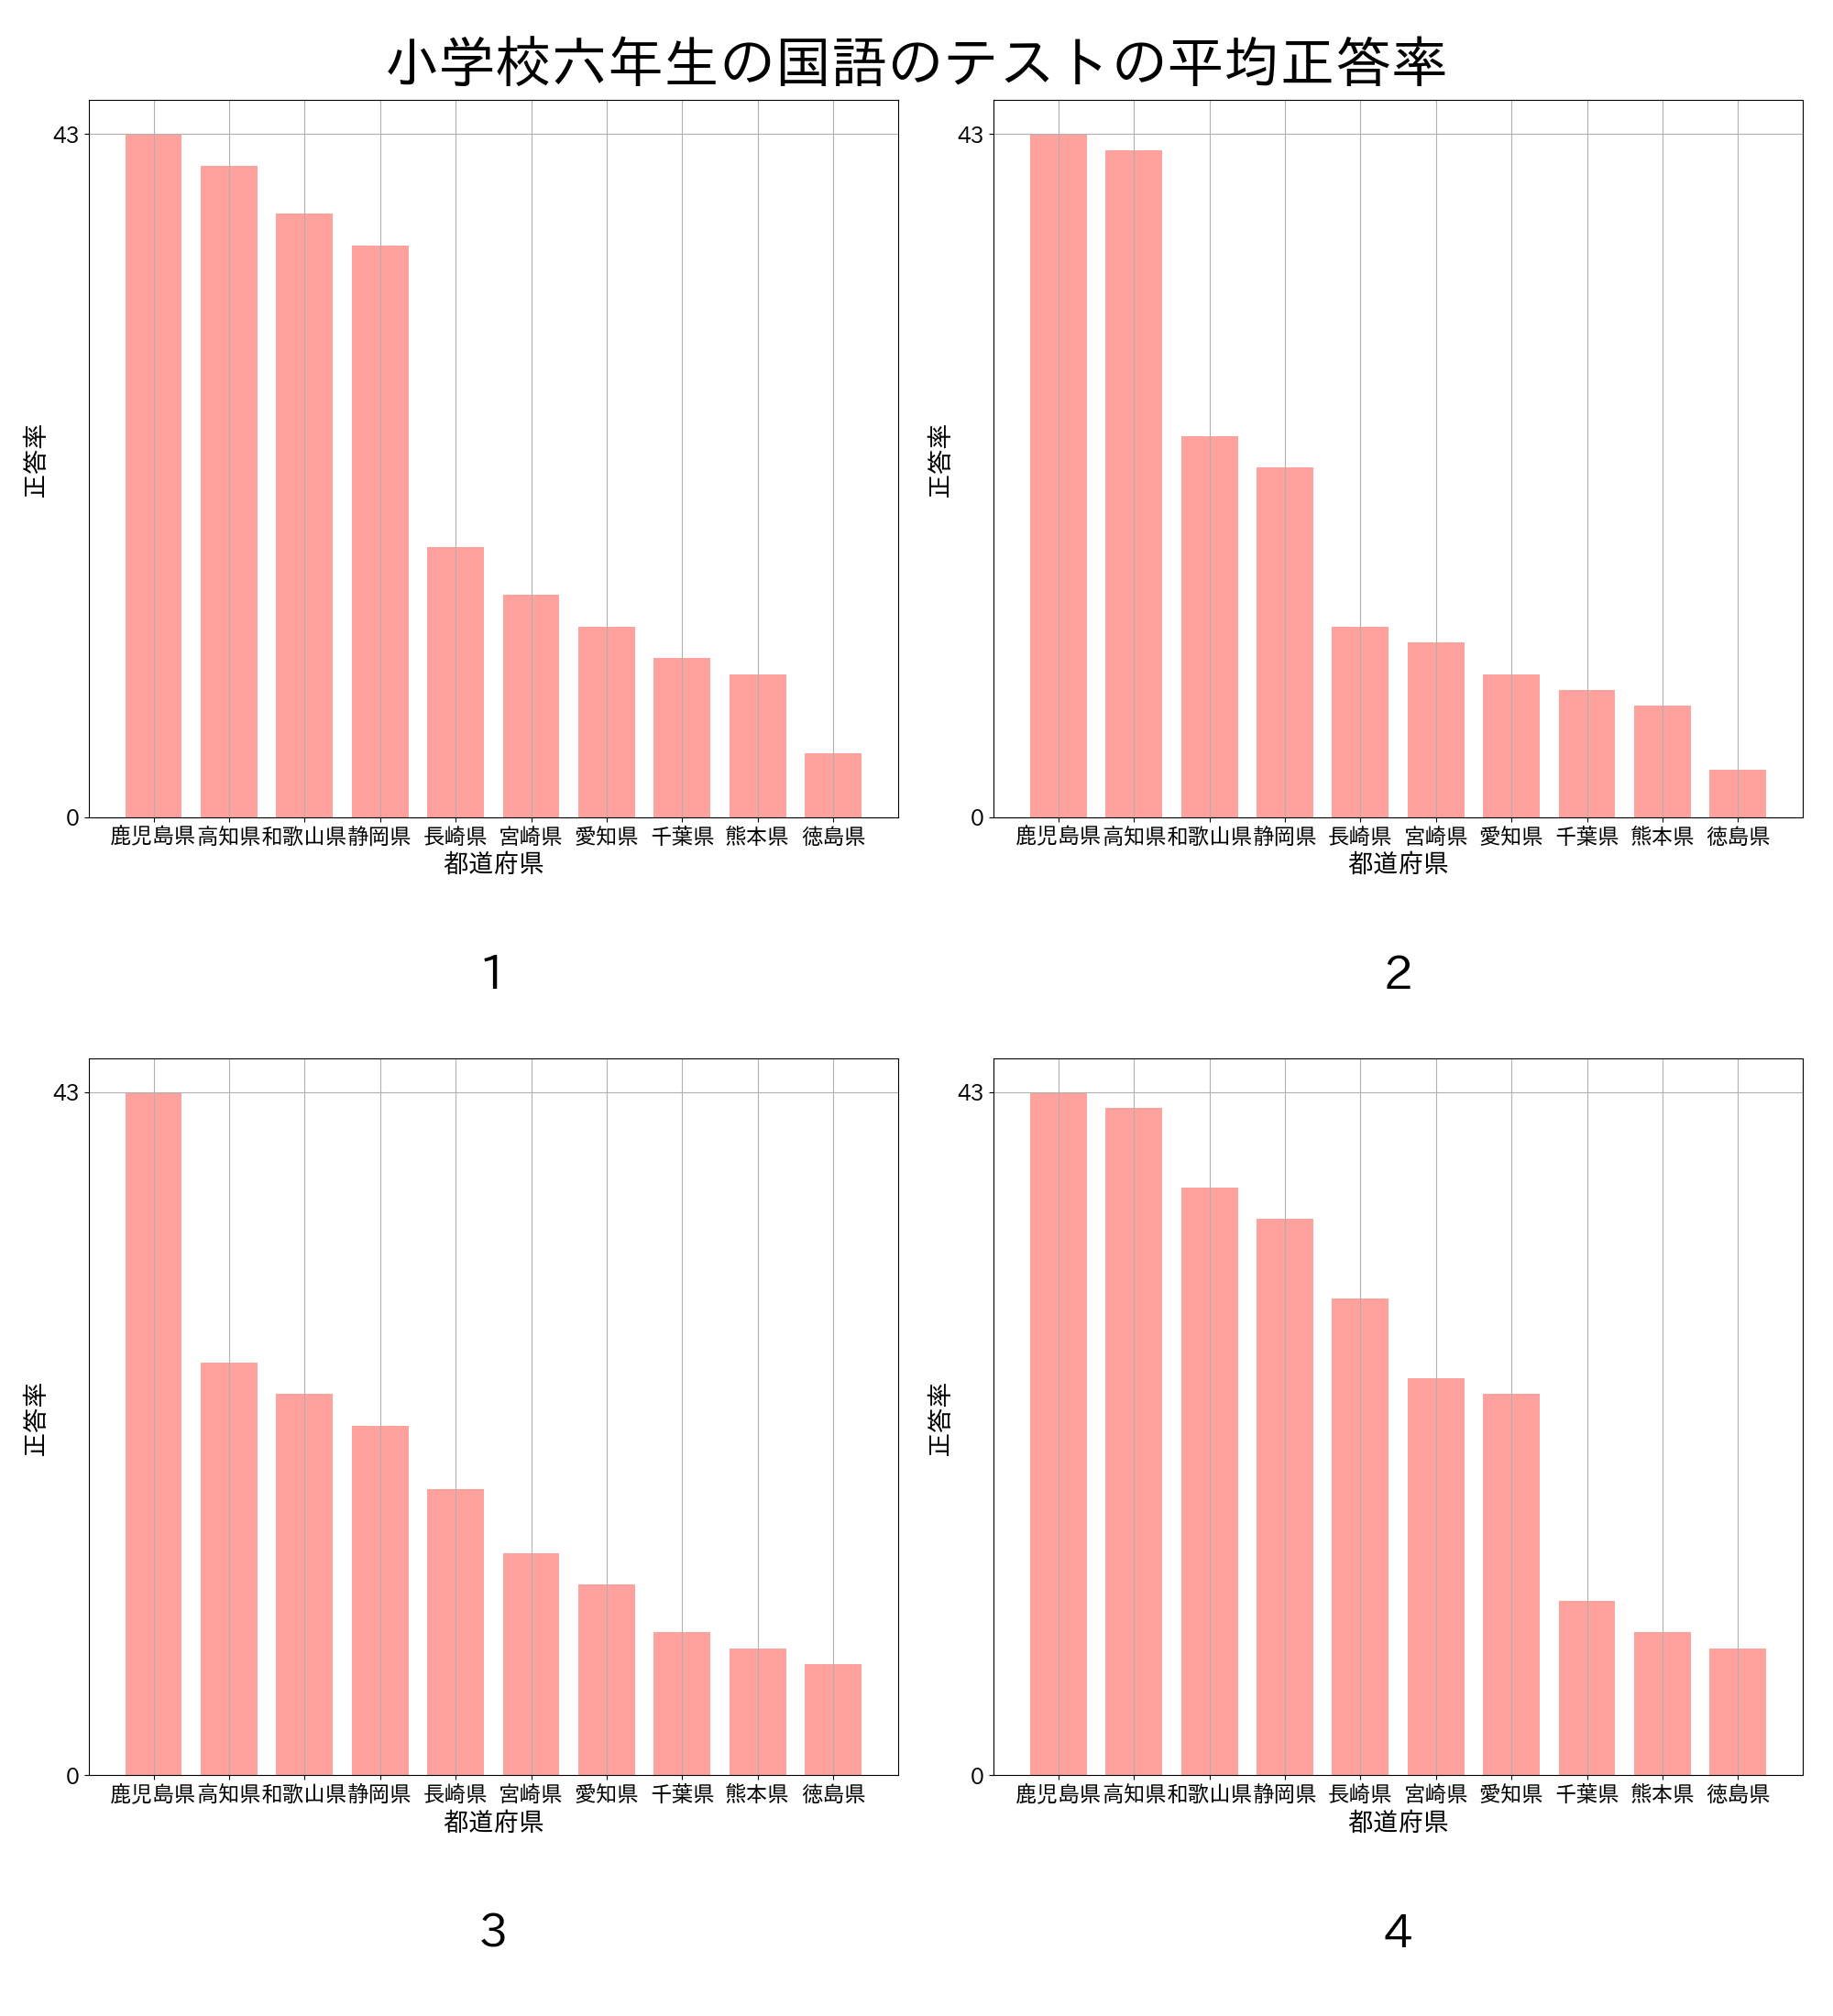 小学校六年生の国語のテストの平均正答率
43
正答率
0
鹿児島県 高知県 和歌山県 静岡県 長崎県 宮崎県 愛知県 千葉県 熊本県 徳島県
都道府県
1
43
正答率
0
鹿児島県 高知県 和歌山県 静岡県 長崎県 宮崎県 愛知県 千葉県 熊本県 徳島県
都道府県
2
43
正答率
0
鹿児島県 高知県 和歌山県 静岡県 長崎県 宮崎県 愛知県 千葉県 熊本県 徳島県
都道府県
3
43
正答率
0
鹿児島県 高知県 和歌山県 静岡県 長崎県 宮崎県 愛知県 千葉県 熊本県 徳島県
都道府県
4